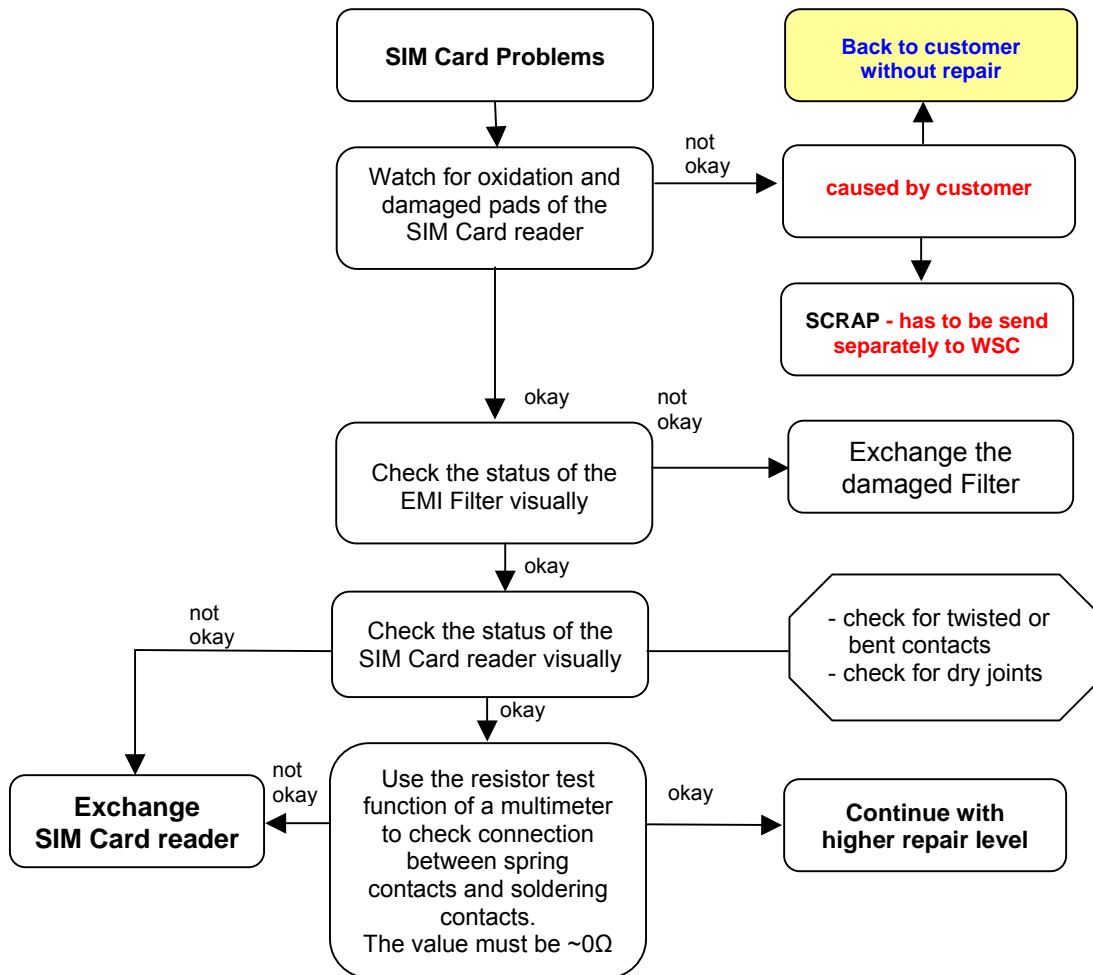 SIM Card Problems
Back to customer
without repair
not
okay
Watch for oxidation and
damaged pads of the
SIM Card reader
caused by customer
SCRAP - has to be send
separately to WSC
okay
not
okay
Check the status of the
EMI Filter visually
Exchange the
damaged Filter
okay
not
okay
Check the status of the
SIM Card reader visually
- check for twisted or
bent contacts
- check for dry joints
okay
Exchange
SIM Card reader
not
okay
Use the resistor test
function of a multimeter
to check connection
between spring
contacts and soldering
contacts.
The value must be ~0Ω
okay
Continue with
higher repair level